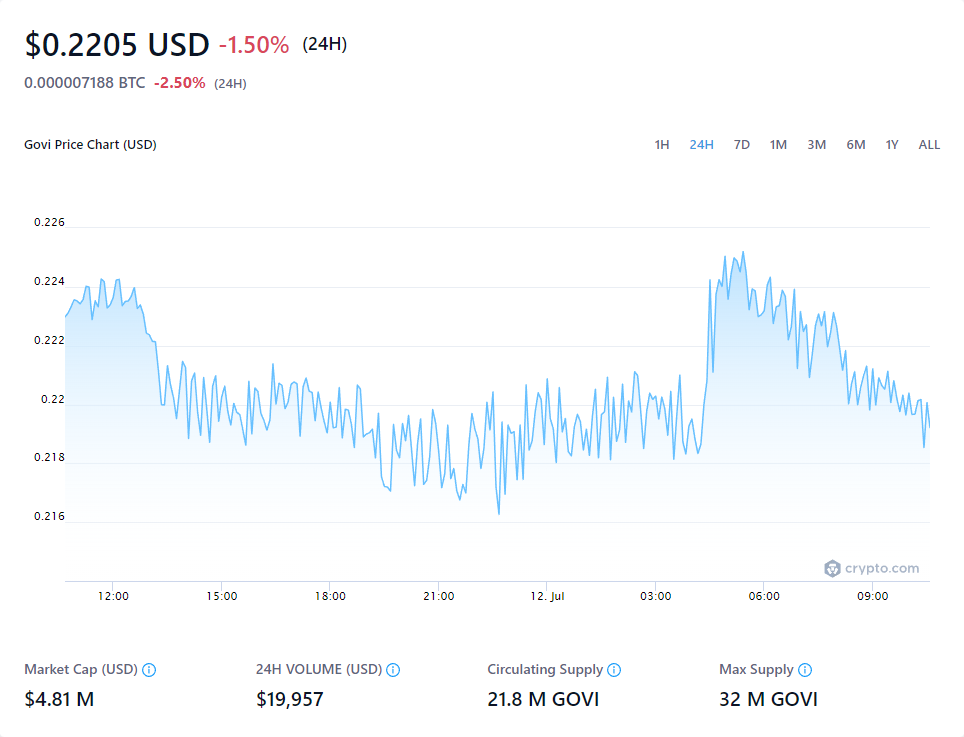 $0.2205 USD -1.50% (24H)
0.000007188 BTC -2.50% (24H)
Govi Price Chart (USD) 1H 24H 7D 1M 3M 6M 1Y ALL
0.226
0.224
0.222
0.22
0.218
0.216
crypto.com
12:00 15:00 18:00 21:00 12. Jul 03:00 06:00 09:00
Market Cap (USD) 24H VOLUME (USD) Circulating Supply Max Supply
$4.81 M $19,957 21.8 M GOVI 32 M GOVI